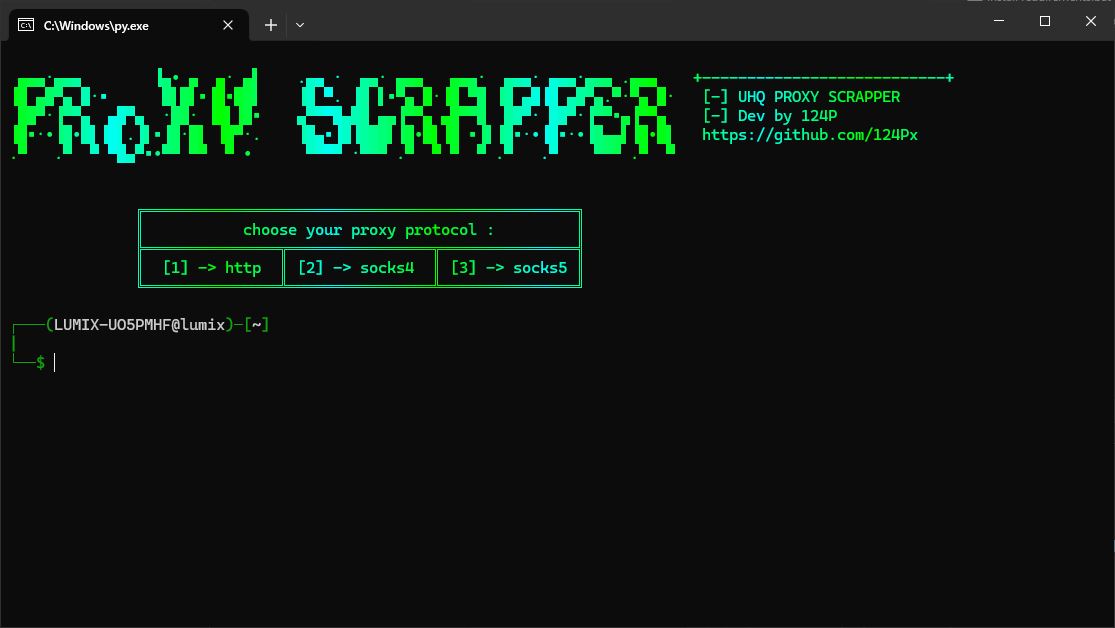 C:\Windows\py.exe
PRoXY SCRAPPER
[-] UHQ PROXY SCRAPPER
[-] Dev by 124P
https://github.com/124Px
choose your proxy protocol :
[1] -> http [2] -> socks4 [3] -> socks5
(LUMIX-UO5PMHF@lumix)-[~]
$